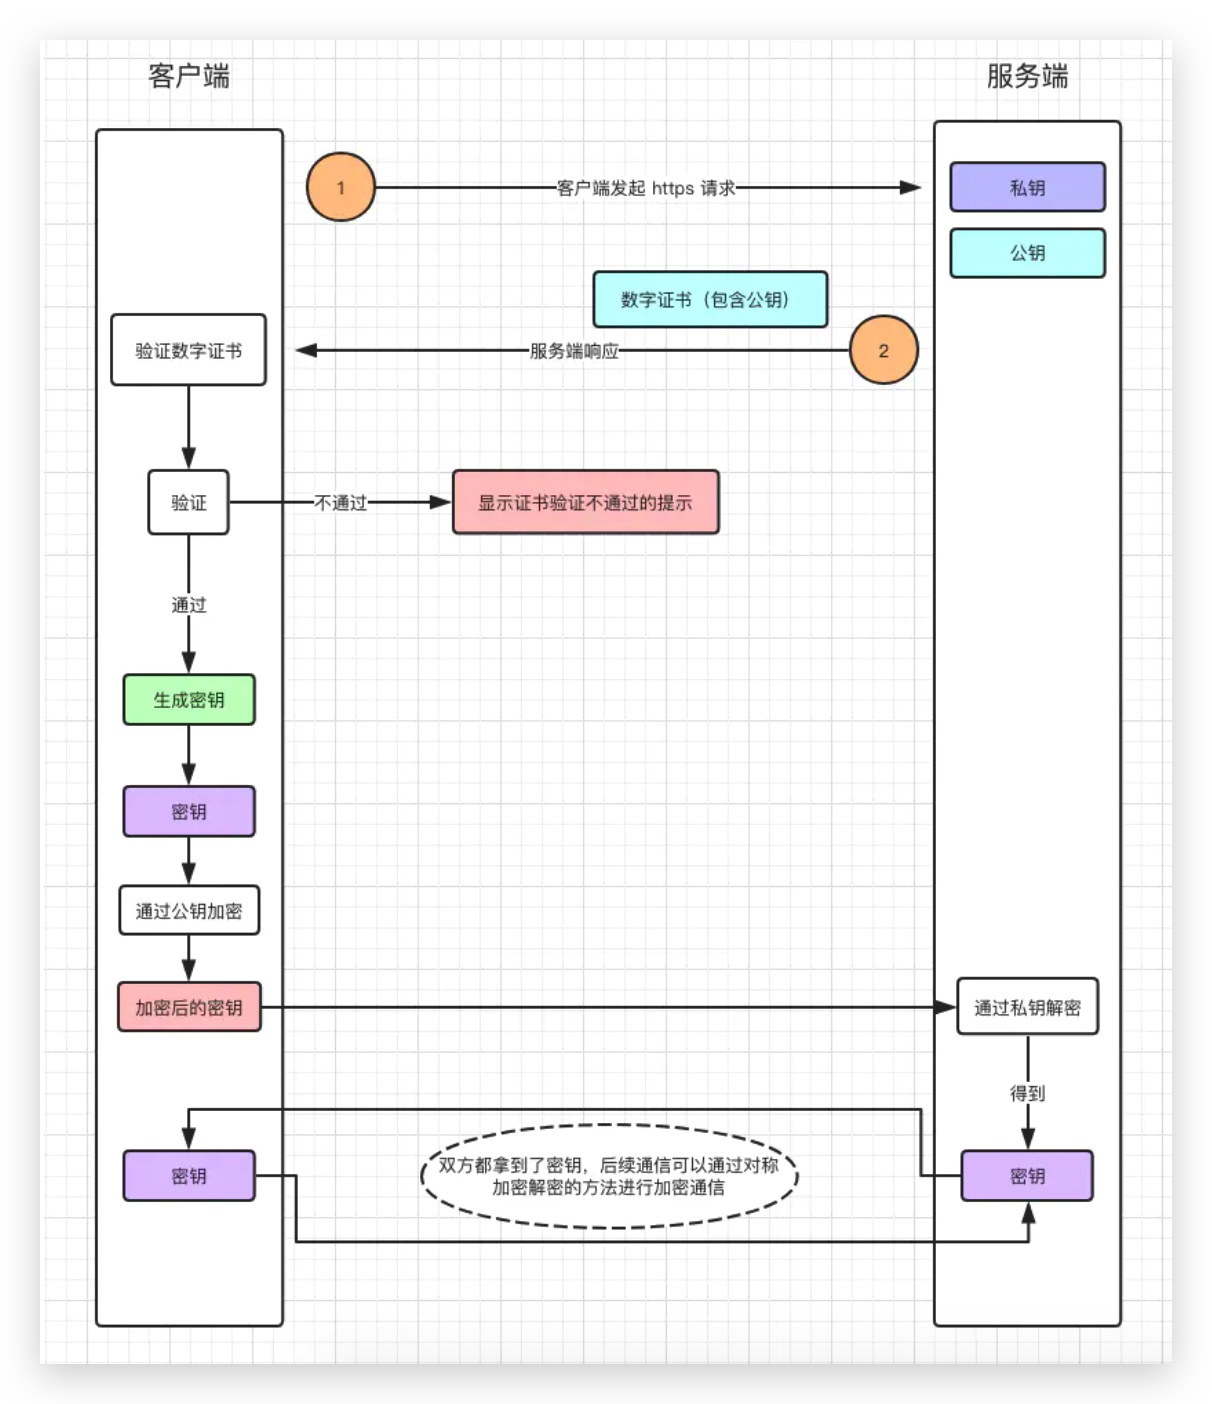 客户端
服务端
1
客户端发起 https 请求
私钥
公钥
数字证书（包含公钥）
验证数字证书
服务端响应
2
验证
不通过
显示证书验证不通过的提示
通过
生成密钥
密钥
通过公钥加密
加密后的密钥
通过私钥解密
得到
密钥
双方都拿到了密钥，后续通信可以通过对称
加密解密的方法进行加密通信
密钥